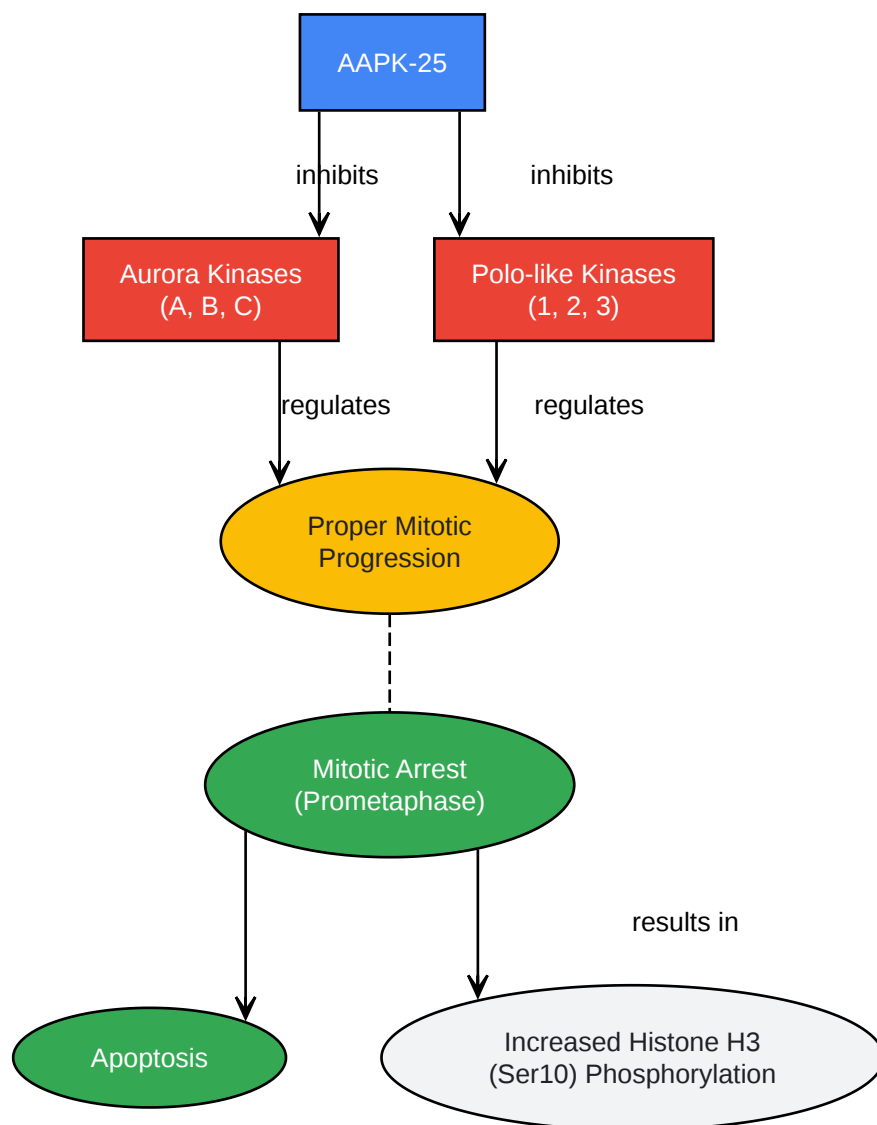 AAPK-25
inhibits
inhibits
Aurora Kinases
(A, B, C)
Polo-like Kinases
(1, 2, 3)
regulates
regulates
Proper Mitotic
Progression
Mitotic Arrest
(Prometaphase)
results in
Apoptosis
Increased Histone H3
(Ser10) Phosphorylation